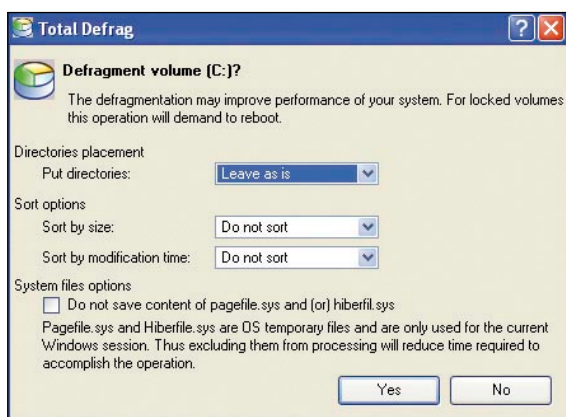 Total Defrag
Defragment volume (C:)?
The defragmentation may improve performance of your system. For locked volumes
this operation will demand to reboot.
Directories placement
Put directories: Leave as is
Sort options
Sort by size: Do not sort
Sort by modification time: Do not sort
System files options
Do not save content of pagefile.sys and (or) hiberfil.sys
Pagefile.sys and Hiberfile.sys are OS temporary files and are only used for the current
Windows session. Thus excluding them from processing will reduce time required to
accomplish the operation.
Yes No